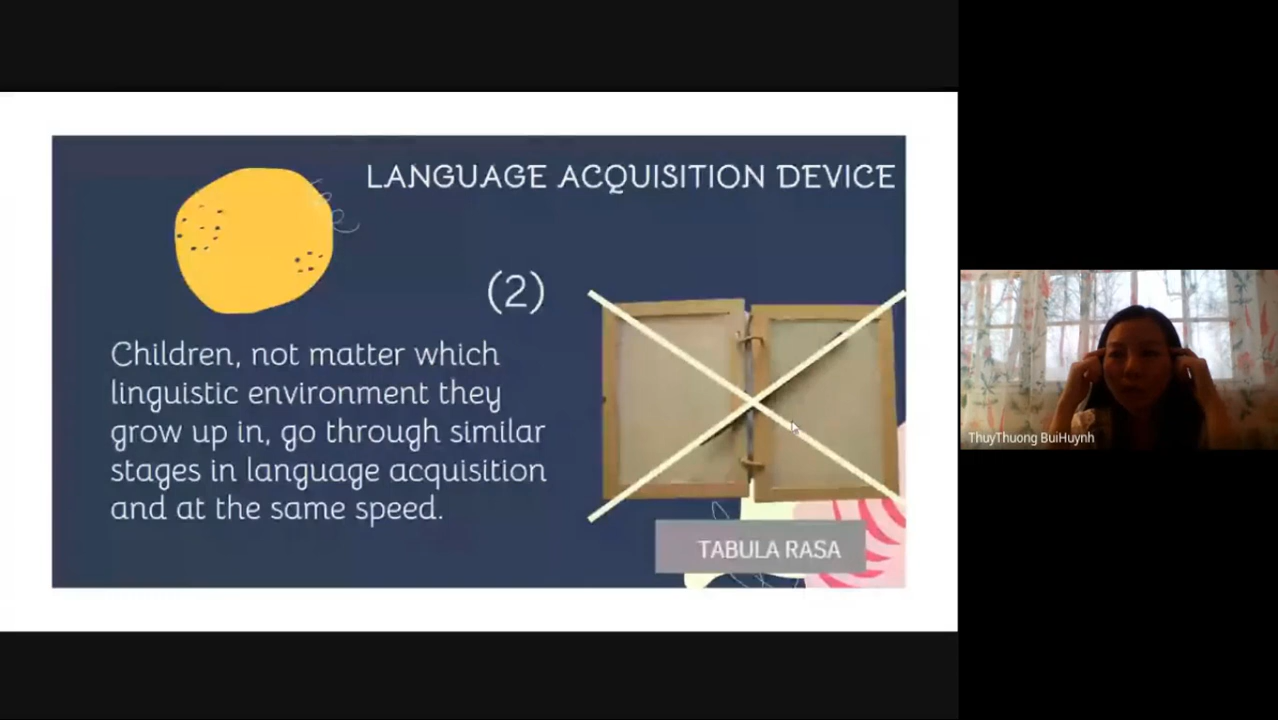 LANGUAGE ACQUISITION DEVICE
(2)
Children, not matter which
linguistic environment they
grow up in, go through similar
stages in language acquisition
and at the same speed.
TABULA RASA
ThuyThuong BuiHuynh